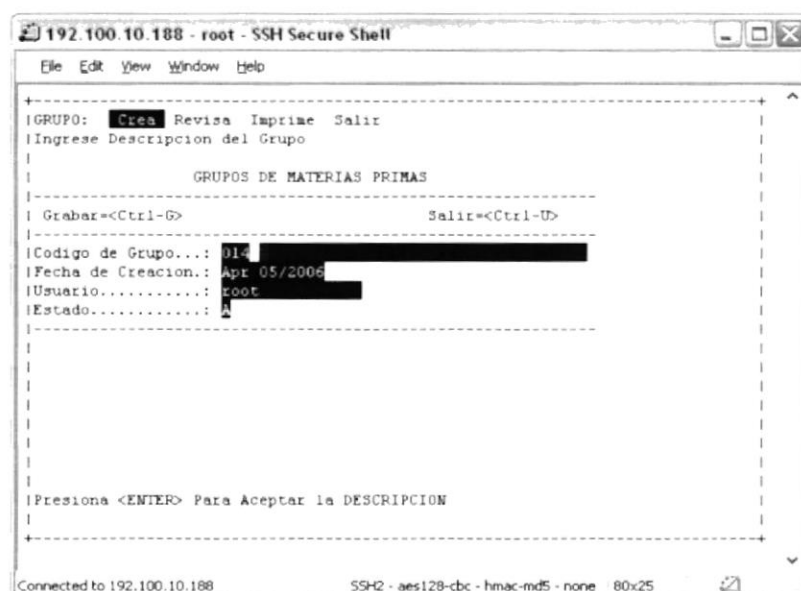 192.100.10.188 - root - SSH Secure Shell
File Edit View Window Help
GRUPO: Crea Revisa Imprime Salir
Ingrese Descripcion del Grupo
GRUPOS DE MATERIAS PRIMAS
Grabar=<Ctrl-G> Salir=<Ctrl-U>
Codigo de Grupo...: 014
Fecha de Creacion.: Apr 05/2006
Usuario...........: root
Estado............: A
Presiona <ENTER> Para Aceptar la DESCRIPCION
Connected to 192.100.10.188 SSH2 - aes128-cbc - hmac-md5 - none 80x25